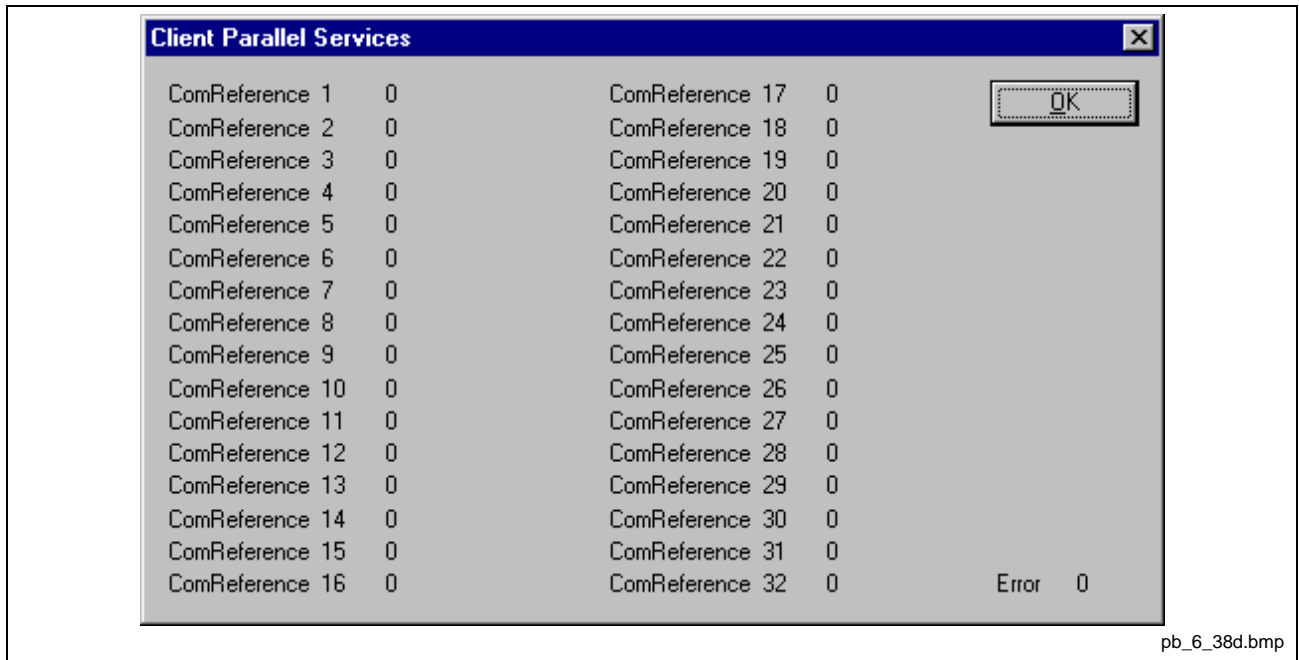 Client Parallel Services
ComReference 1 0 ComReference 17 0 OK
ComReference 2 0 ComReference 18 0
ComReference 3 0 ComReference 19 0
ComReference 4 0 ComReference 20 0
ComReference 5 0 ComReference 21 0
ComReference 6 0 ComReference 22 0
ComReference 7 0 ComReference 23 0
ComReference 8 0 ComReference 24 0
ComReference 9 0 ComReference 25 0
ComReference 10 0 ComReference 26 0
ComReference 11 0 ComReference 27 0
ComReference 12 0 ComReference 28 0
ComReference 13 0 ComReference 29 0
ComReference 14 0 ComReference 30 0
ComReference 15 0 ComReference 31 0
ComReference 16 0 ComReference 32 0 Error 0
pb_6_38d.bmp